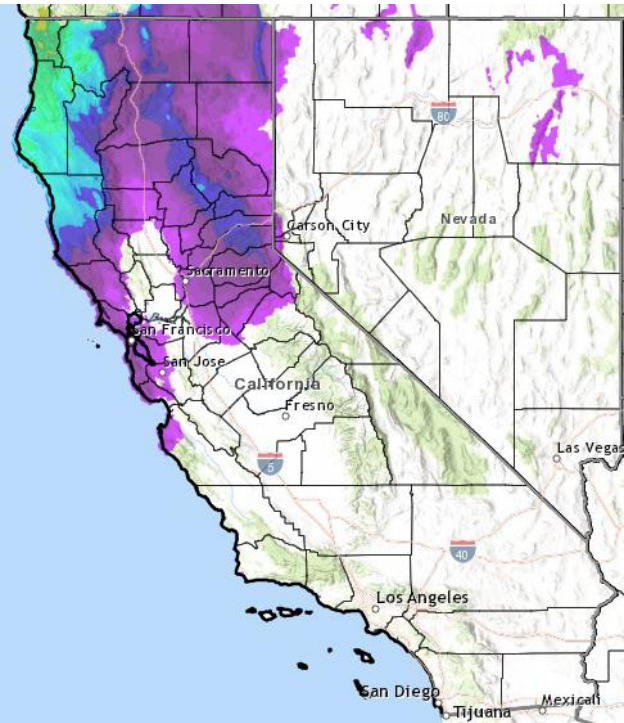 80
Carson City
Nevada
Sacramento
San Francisco
San Jose
California
Fresno
5
Las Vegas
40
Los Angeles
San Diego
Tijuana
Mexicali